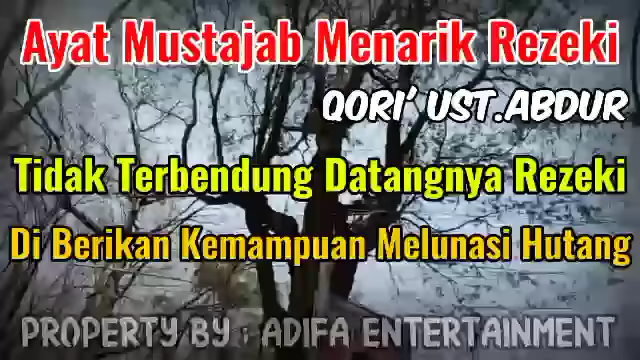 Ayat Mustajab Menarik Rezeki
QORI' UST.ABDUR
Tidak Terbendung Datangnya Rezeki
Di Berikan Kemampuan Melunasi Hutang
PROPERTY BY : ADIFA ENTERTAINMENT